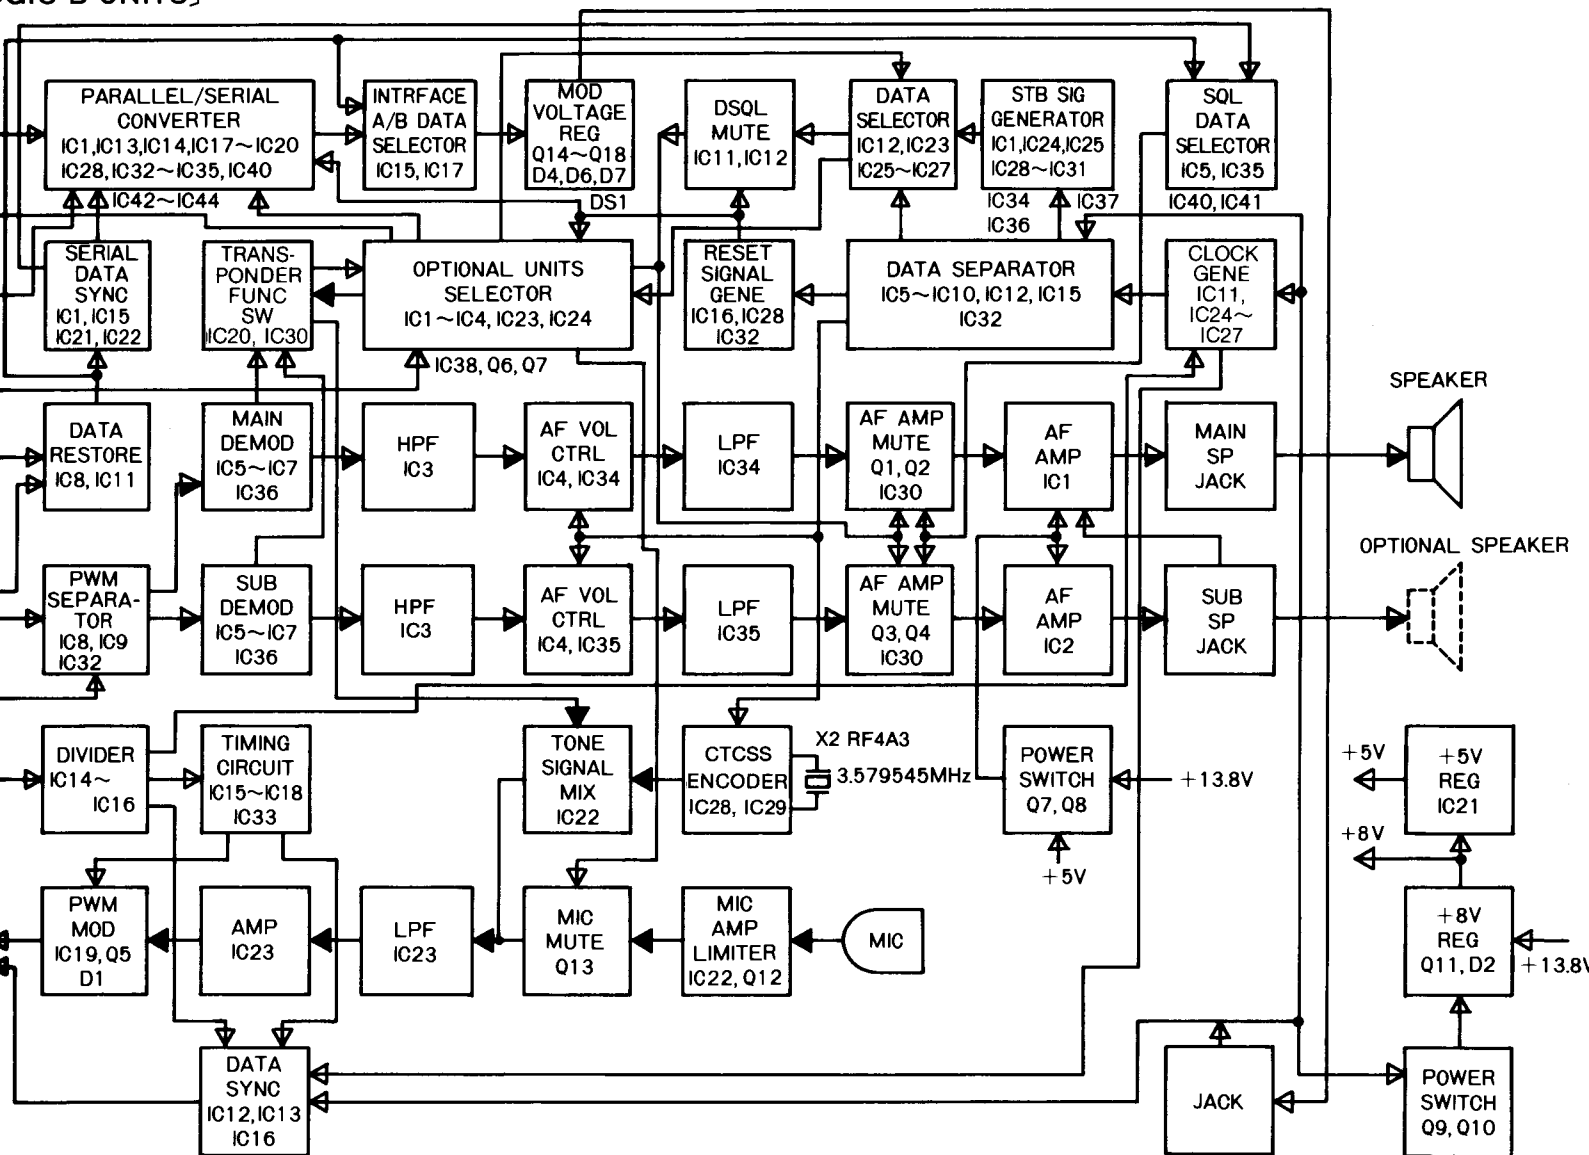 B UNITS」
PARALLEL/SERIAL
CONVERTER
IC1,IC13,IC14,IC17~IC20
IC28,IC32~IC35,IC40
IC42~IC44
INTRFACE
A/B DATA
SELECTOR
IC15,IC17
MOD
VOLTAGE
REG
Q14~Q18
D4,D6,D7
DS1
DSQL
MUTE
IC11,IC12
DATA
SELECTOR
IC12,IC23
IC25~IC27
STB SIG
GENERATOR
IC1,IC24,IC25
IC28~IC31
IC34
IC36
IC37
SQL
DATA
SELECTOR
IC5,IC35
IC40,IC41
SERIAL
DATA
SYNC
IC1,IC15
IC21,IC22
TRANS-
PONDER
FUNC
SW
IC20,IC30
OPTIONAL UNITS
SELECTOR
IC1~IC4,IC23,IC24
IC38,Q6,Q7
RESET
SIGNAL
GENE
IC16,IC28
IC32
DATA SEPARATOR
IC5~IC10,IC12,IC15
IC32
CLOCK
GENE
IC11,
IC24~
IC27
DATA
RESTORE
IC8,IC11
MAIN
DEMOD
IC5~IC7
IC36
HPF
IC3
AF VOL
CTRL
IC4,IC34
LPF
IC34
AF AMP
MUTE
Q1,Q2
IC30
AF
AMP
IC1
MAIN
SP
JACK
SPEAKER
PWM
SEPARA-
TOR
IC8,IC9
IC32
SUB
DEMOD
IC5~IC7
IC36
HPF
IC3
AF VOL
CTRL
IC4,IC35
LPF
IC35
AF AMP
MUTE
Q3,Q4
IC30
AF
AMP
IC2
SUB
SP
JACK
OPTIONAL SPEAKER
DIVIDER
IC14~
IC16
TIMING
CIRCUIT
IC15~IC18
IC33
TONE
SIGNAL
MIX
IC22
CTCSS
ENCODER
IC28,IC29
X2 RF4A3
3.579545MHz
POWER
SWITCH
Q7,Q8
+13.8V
+5V
+5V
+5V
REG
IC21
+8V
PWM
MOD
IC19,Q5
D1
AMP
IC23
LPF
IC23
MIC
MUTE
Q13
MIC
AMP
LIMITER
IC22,Q12
MIC
+8V
REG
Q11,D2
+13.8V
DATA
SYNC
IC12,IC13
IC16
JACK
POWER
SWITCH
Q9,Q10